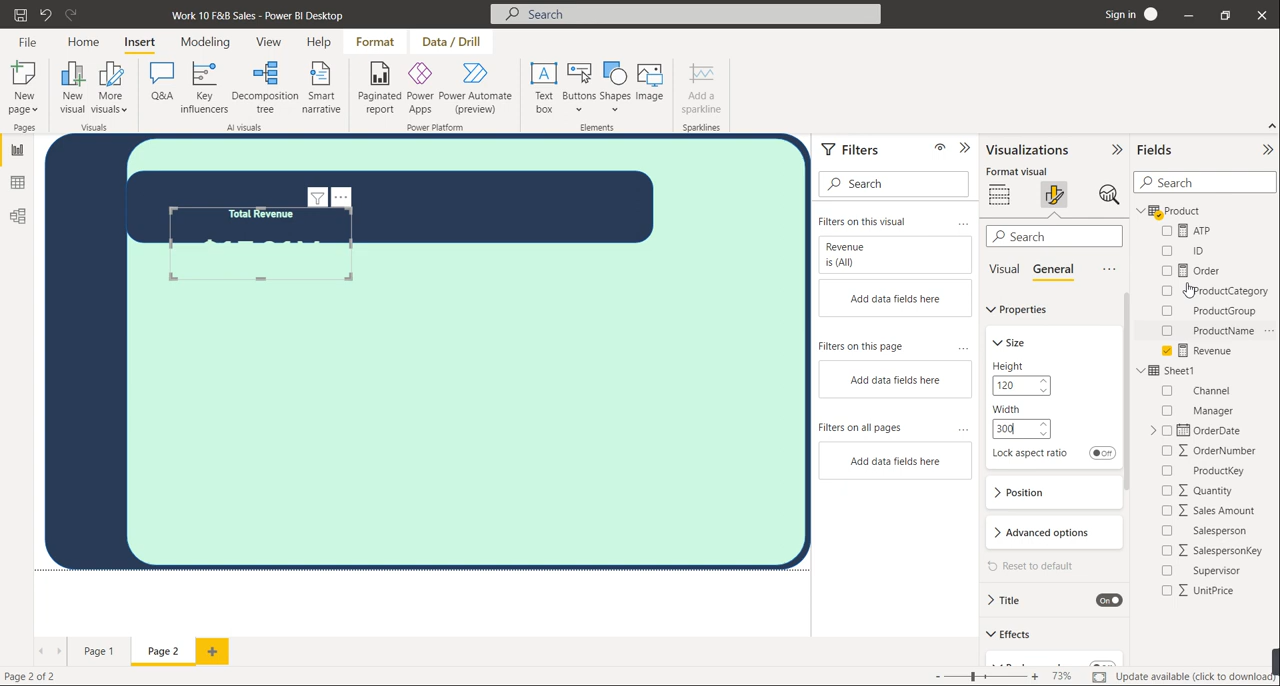 Work 10 F&B Sales - Power BI Desktop
Search
Sign in
File
Home
Insert
Modeling
View
Help
Format
Data / Drill
New page
New visual
More visuals
Q&A
Key influencers
Decomposition tree
Smart narrative
Paginated report
Power Apps
Power Automate (preview)
Text box
Buttons
Shapes
Image
Add a sparkline
Pages
Visuals
AI visuals
Power Platform
Elements
Sparklines
Total Revenue
Filters
Search
Filters on this visual
...
Revenue
is (All)
Add data fields here
Filters on this page
...
Add data fields here
Filters on all pages
...
Add data fields here
Visualizations
Format visual
Search
Visual
General
...
Properties
Size
Height
120
Width
300
Lock aspect ratio
Off
Position
Advanced options
Reset to default
Title
On
Effects
Fields
Search
Product
ATP
ID
Order
ProductCategory
ProductGroup
ProductName
...
Revenue
Sheet1
Channel
Manager
OrderDate
OrderNumber
ProductKey
Quantity
Sales Amount
Salesperson
SalespersonKey
Supervisor
UnitPrice
Page 1
Page 2
Page 2 of 2
- + 73%
Update available (click to download)